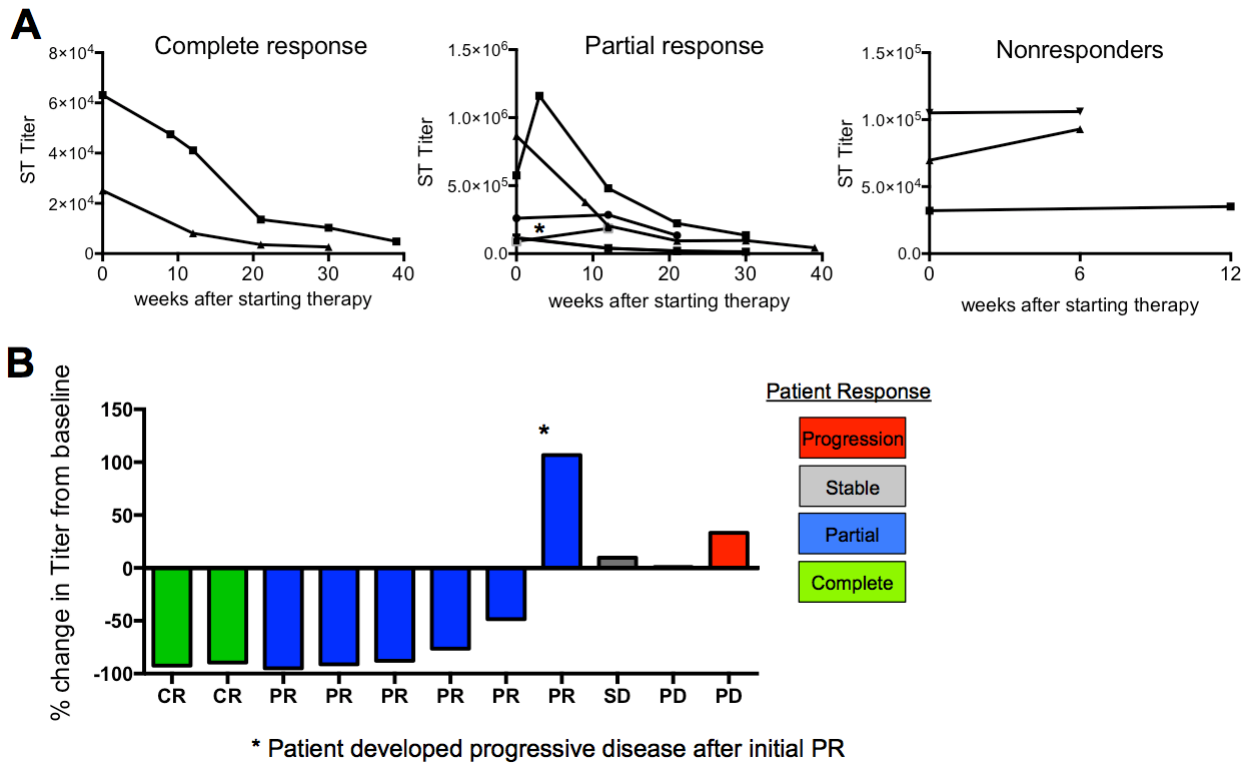 A
Complete response
8×10⁴
6×10⁴
4×10⁴
2×10⁴
0
ST Titer
0 10 20 30 40
weeks after starting therapy
Partial response
1.5×10⁶
1.0×10⁶
5.0×10⁵
0.0
ST Titer
*
0 10 20 30 40
weeks after starting therapy
Nonresponders
1.5×10⁵
1.0×10⁵
5.0×10⁴
0.0
ST Titer
0 6 12
weeks after starting therapy
B
% change in Titer from baseline
150
100
50
0
-50
-100
*
CR CR PR PR PR PR PR PR SD PD PD
Patient Response
Progression
Stable
Partial
Complete
* Patient developed progressive disease after initial PR